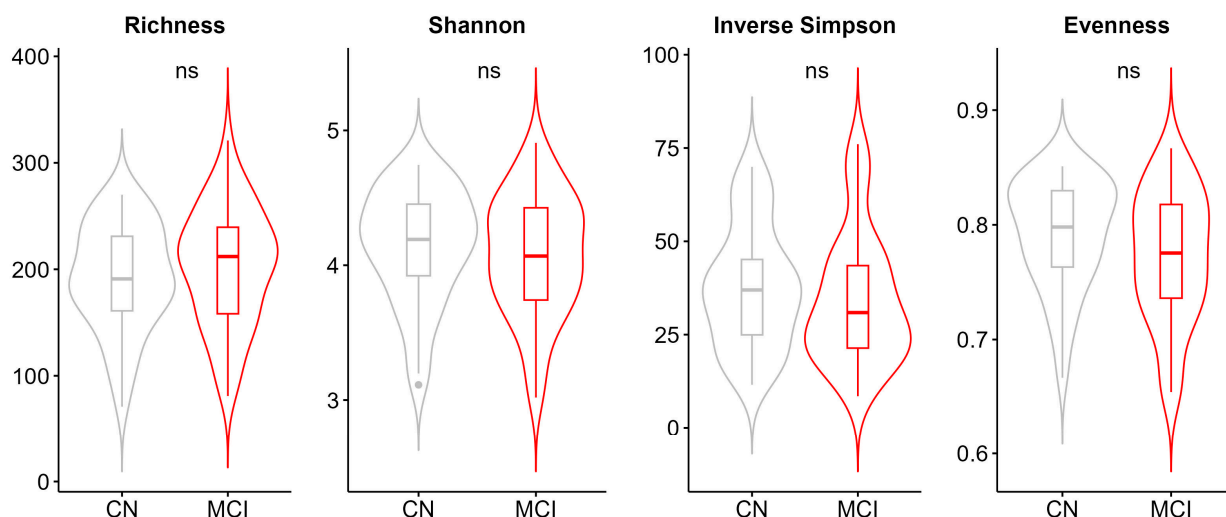 Richness
400
300
200
100
0
ns
CN MCI
Shannon
5
4
3
ns
CN MCI
Inverse Simpson
100
75
50
25
0
ns
CN MCI
Evenness
0.9
0.8
0.7
0.6
ns
CN MCI